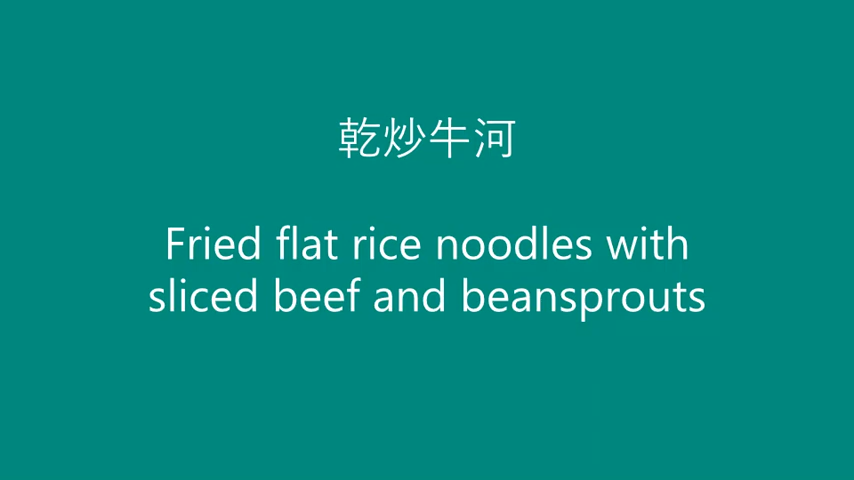 乾炒牛河
Fried flat rice noodles with
sliced beef and beansprouts